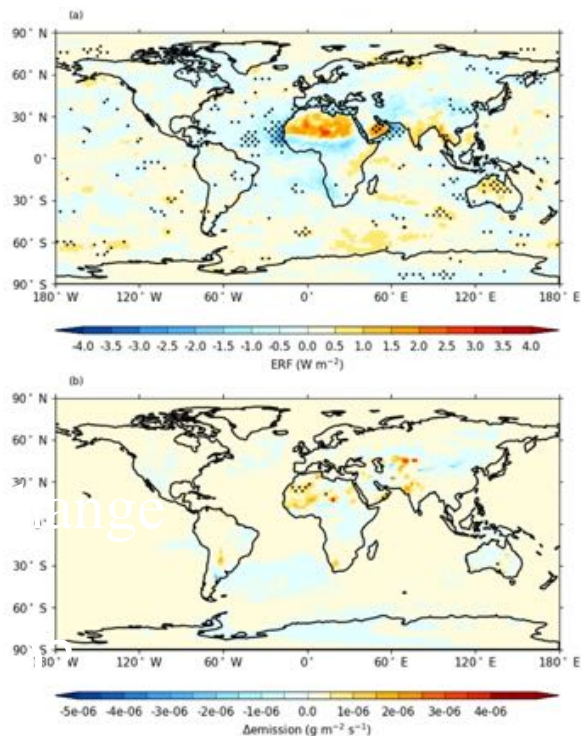 (a)
90° N
60° N
30° N
0°
30° S
60° S
90° S
180° W 120° W 60° W 0° 60° E 120° E 180° E
-4.0 -3.5 -3.0 -2.5 -2.0 -1.5 -1.0 -0.5 0.0 0.5 1.0 1.5 2.0 2.5 3.0 3.5 4.0
ERF (W m⁻²)
(b)
90° N
60° N
30° N
ange
0°
30° S
60° S
90° S
180° W 120° W 60° W 0° 60° E 120° E 180° E
-5e-06 -4e-06 -3e-06 -2e-06 -1e-06 0.0 1e-06 2e-06 3e-06 4e-06
Δemission (g m⁻² s⁻¹)